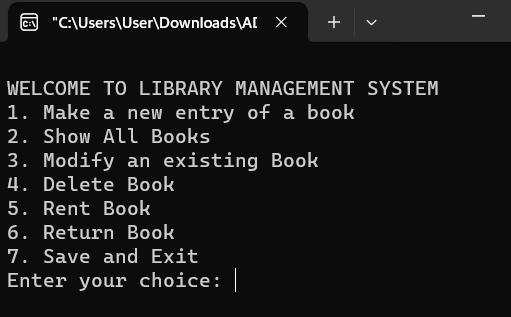 "C:\Users\User\Downloads\AI
WELCOME TO LIBRARY MANAGEMENT SYSTEM
1. Make a new entry of a book
2. Show All Books
3. Modify an existing Book
4. Delete Book
5. Rent Book
6. Return Book
7. Save and Exit
Enter your choice: